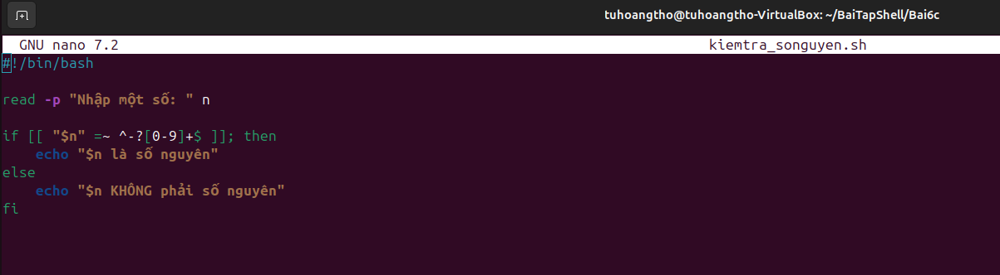 tuhoangtho@tuhoangtho-VirtualBox: ~/BaiTapShell/Bai6c
GNU nano 7.2 kiemtra_songuyen.sh
#!/bin/bash
read -p "Nhập một số: " n
if [[ "$n" =~ ^-?[0-9]+$ ]]; then
    echo "$n là số nguyên"
else
    echo "$n KHÔNG phải số nguyên"
fi